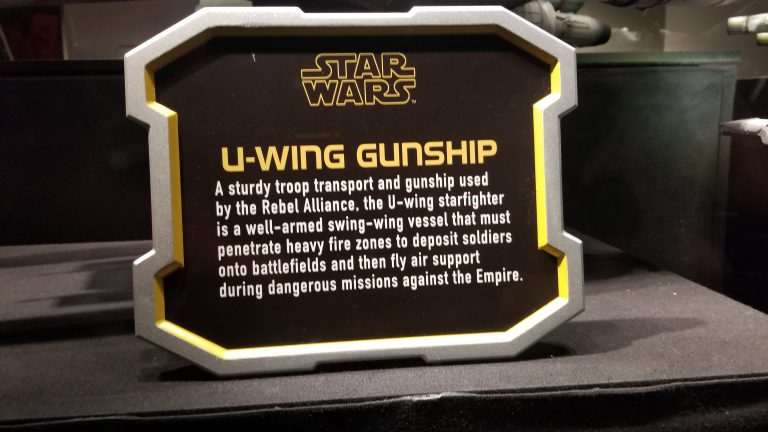 STAR
WARS
U-WING GUNSHIP
A sturdy troop transport and gunship used
by the Rebel Alliance, the U-wing starfighter
is a well-armed swing-wing vessel that must
penetrate heavy fire zones to deposit soldiers
onto battlefields and then fly air support
during dangerous missions against the Empire.